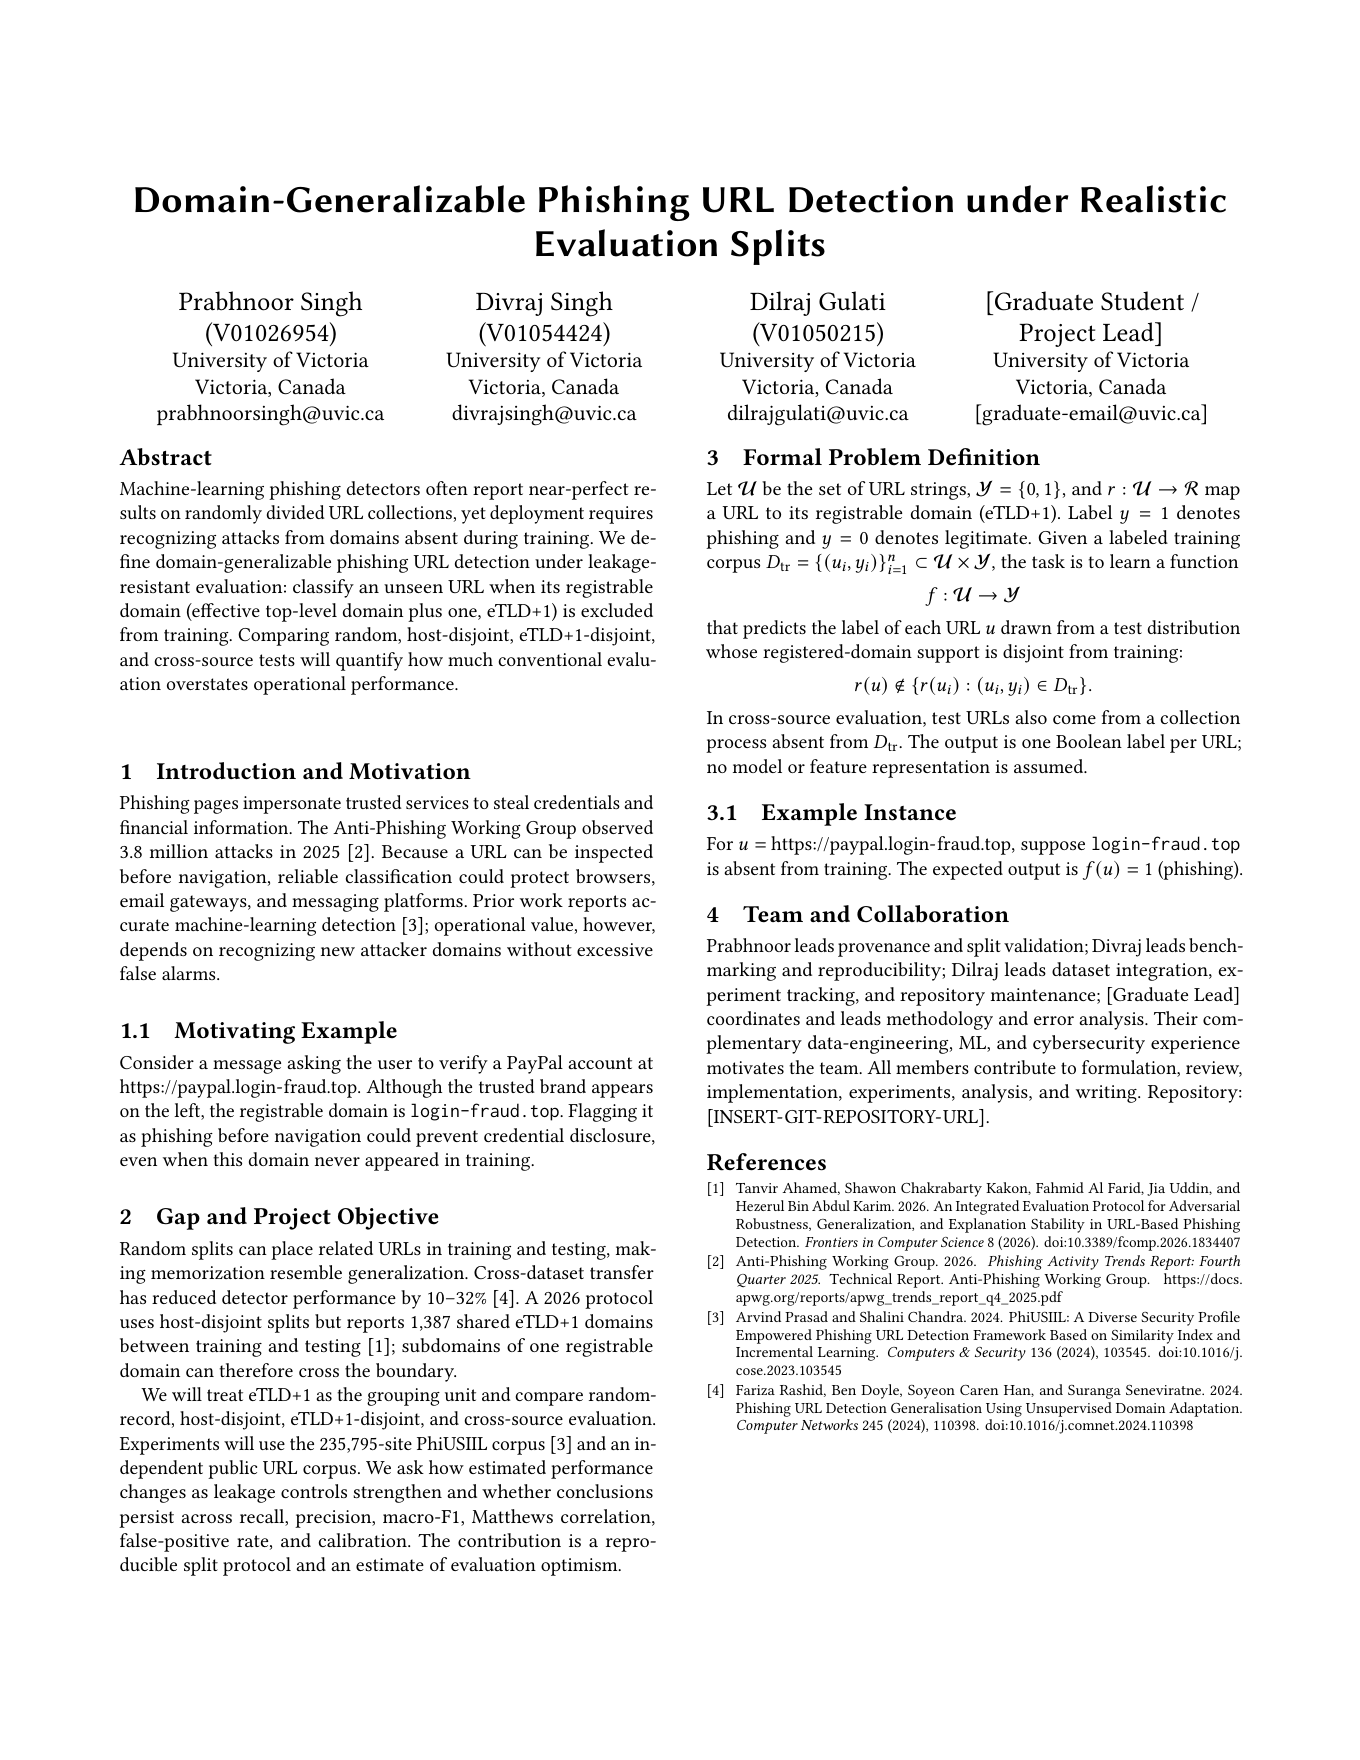 Domain-Generalizable Phishing URL Detection under Realistic
Evaluation Splits
Prabhnoor Singh
(V01026954)
University of Victoria
Victoria, Canada
prabhnoorsingh@uvic.ca
Divraj Singh
(V01054424)
University of Victoria
Victoria, Canada
divrajsingh@uvic.ca
Dilraj Gulati
(V01050215)
University of Victoria
Victoria, Canada
dilrajgulati@uvic.ca
[Graduate Student /
Project Lead]
University of Victoria
Victoria, Canada
[graduate-email@uvic.ca]
Abstract
Machine-learning phishing detectors often report near-perfect re-
sults on randomly divided URL collections, yet deployment requires
recognizing attacks from domains absent during training. We de-
fine domain-generalizable phishing URL detection under leakage-
resistant evaluation: classify an unseen URL when its registrable
domain (effective top-level domain plus one, eTLD+1) is excluded
from training. Comparing random, host-disjoint, eTLD+1-disjoint,
and cross-source tests will quantify how much conventional evalu-
ation overstates operational performance.
1 Introduction and Motivation
Phishing pages impersonate trusted services to steal credentials and
financial information. The Anti-Phishing Working Group observed
3.8 million attacks in 2025 [2]. Because a URL can be inspected
before navigation, reliable classification could protect browsers,
email gateways, and messaging platforms. Prior work reports ac-
curate machine-learning detection [3]; operational value, however,
depends on recognizing new attacker domains without excessive
false alarms.
1.1 Motivating Example
Consider a message asking the user to verify a PayPal account at
https://paypal.login-fraud.top. Although the trusted brand appears
on the left, the registrable domain is login-fraud.top. Flagging it
as phishing before navigation could prevent credential disclosure,
even when this domain never appeared in training.
2 Gap and Project Objective
Random splits can place related URLs in training and testing, mak-
ing memorization resemble generalization. Cross-dataset transfer
has reduced detector performance by 10–32% [4]. A 2026 protocol
uses host-disjoint splits but reports 1,387 shared eTLD+1 domains
between training and testing [1]; subdomains of one registrable
domain can therefore cross the boundary.
We will treat eTLD+1 as the grouping unit and compare random-
record, host-disjoint, eTLD+1-disjoint, and cross-source evaluation.
Experiments will use the 235,795-site PhiUSIIL corpus [3] and an in-
dependent public URL corpus. We ask how estimated performance
changes as leakage controls strengthen and whether conclusions
persist across recall, precision, macro-F1, Matthews correlation,
false-positive rate, and calibration. The contribution is a repro-
ducible split protocol and an estimate of evaluation optimism.
3 Formal Problem Definition
Let 𝓤 be the set of URL strings, 𝓨 = {0, 1}, and r : 𝓤 → 𝓡 map
a URL to its registrable domain (eTLD+1). Label y = 1 denotes
phishing and y = 0 denotes legitimate. Given a labeled training
corpus D_tr = {(u_i, y_i)}_{i=1}^n ⊂ 𝓤 × 𝓨, the task is to learn a function
f : 𝓤 → 𝓨
that predicts the label of each URL u drawn from a test distribution
whose registered-domain support is disjoint from training:
r(u) ∉ {r(u_i) : (u_i, y_i) ∈ D_tr}.
In cross-source evaluation, test URLs also come from a collection
process absent from D_tr. The output is one Boolean label per URL;
no model or feature representation is assumed.
3.1 Example Instance
For u = https://paypal.login-fraud.top, suppose login-fraud.top
is absent from training. The expected output is f(u) = 1 (phishing).
4 Team and Collaboration
Prabhnoor leads provenance and split validation; Divraj leads bench-
marking and reproducibility; Dilraj leads dataset integration, ex-
periment tracking, and repository maintenance; [Graduate Lead]
coordinates and leads methodology and error analysis. Their com-
plementary data-engineering, ML, and cybersecurity experience
motivates the team. All members contribute to formulation, review,
implementation, experiments, analysis, and writing. Repository:
[INSERT-GIT-REPOSITORY-URL].
References
[1] Tanvir Ahamed, Shawon Chakrabarty Kakon, Fahmid Al Farid, Jia Uddin, and
Hezerul Bin Abdul Karim. 2026. An Integrated Evaluation Protocol for Adversarial
Robustness, Generalization, and Explanation Stability in URL-Based Phishing
Detection. Frontiers in Computer Science 8 (2026). doi:10.3389/fcomp.2026.1834407
[2] Anti-Phishing Working Group. 2026. Phishing Activity Trends Report: Fourth
Quarter 2025. Technical Report. Anti-Phishing Working Group. https://docs.
apwg.org/reports/apwg_trends_report_q4_2025.pdf
[3] Arvind Prasad and Shalini Chandra. 2024. PhiUSIIL: A Diverse Security Profile
Empowered Phishing URL Detection Framework Based on Similarity Index and
Incremental Learning. Computers & Security 136 (2024), 103545. doi:10.1016/j.
cose.2023.103545
[4] Fariza Rashid, Ben Doyle, Soyeon Caren Han, and Suranga Seneviratne. 2024.
Phishing URL Detection Generalisation Using Unsupervised Domain Adaptation.
Computer Networks 245 (2024), 110398. doi:10.1016/j.comnet.2024.110398